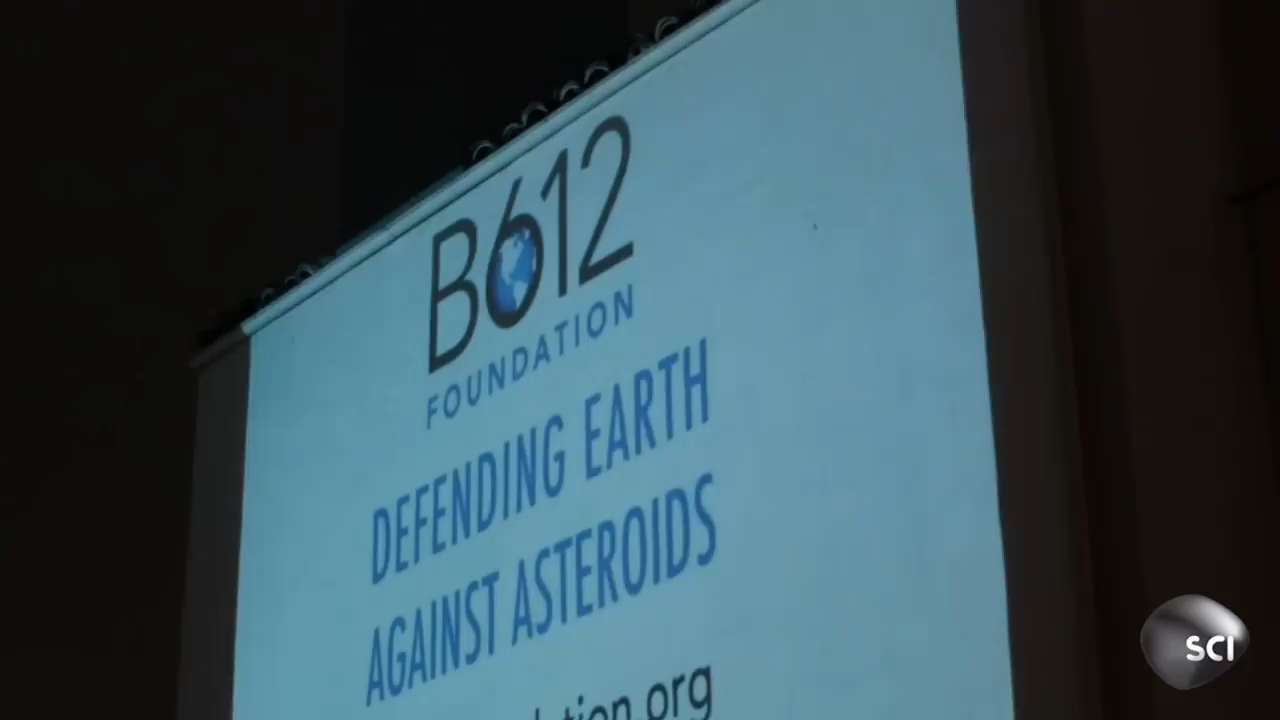 B612
FOUNDATION
DEFENDING EARTH
AGAINST ASTEROIDS
SCI